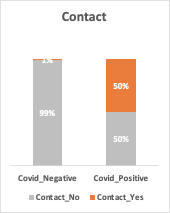 Contact
1%
99%
50%
50%
Covid_Negative Covid_Positive
Contact_No Contact_Yes